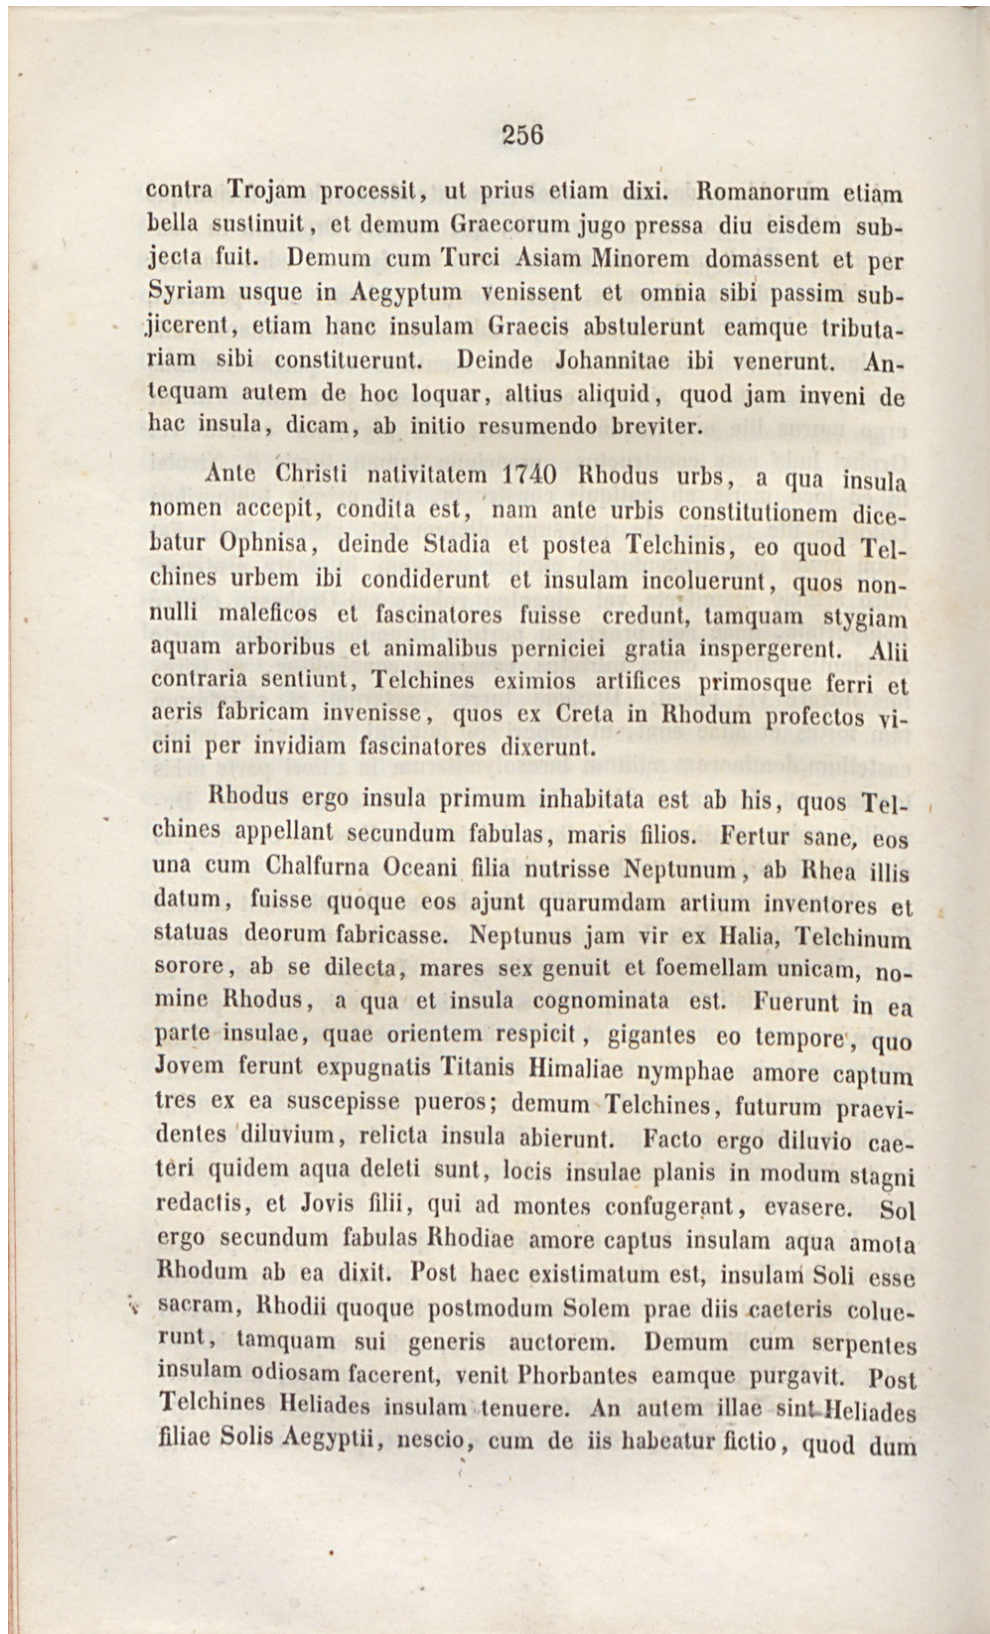 256
contra Trojam processit, ut prius etiam dixi. Romanorum etiam
bella sustinuit, et demum Graecorum jugo pressa diu eisdem sub-
jecta fuit. Demum cum Turci Asiam Minorem domassent et per
Syriam usque in Aegyptum venissent et omnia sibi passim sub-
jicerent, etiam hanc insulam Graecis abstulerunt eamque tributa-
riam sibi constituerunt. Deinde Johannitae ibi venerunt. An-
tequam autem de hoc loquar, altius aliquid, quod jam inveni de
hac insula, dicam, ab initio resumendo breviter.
Ante Christi nativitatem 1740 Rhodus urbs, a qua insula
nomen accepit, condita est, nam ante urbis constitutionem dice-
batur Ophnisa, deinde Stadia et postea Telchinis, eo quod Tel-
chines urbem ibi condiderunt et insulam incoluerunt, quos non-
nulli maleficos et fascinatores fuisse credunt, tamquam stygiam
aquam arboribus et animalibus perniciei gratia inspergerent. Alii
contraria sentiunt, Telchines eximios artifices primosque ferri et
aeris fabricam invenisse, quos ex Creta in Rhodum profectos vi-
cini per invidiam fascinatores dixerunt.
Rhodus ergo insula primum inhabitata est ab his, quos Tel-
chines appellant secundum fabulas, maris filios. Fertur sane, eos
una cum Chalfurna Oceani filia nutrisse Neptunum, ab Rhea illis
datum, fuisse quoque eos ajunt quarumdam artium inventores et
statuas deorum fabricasse. Neptunus jam vir ex Halia, Telchinum
sorore, ab se dilecta, mares sex genuit et foemellam unicam, no-
mine Rhodus, a qua et insula cognominata est. Fuerunt in ea
parte insulae, quae orientem respicit, gigantes eo tempore, quo
Jovem ferunt expugnatis Titanis Himaliae nymphae amore captum
tres ex ea suscepisse pueros; demum Telchines, futurum praevi-
dentes diluvium, relicta insula abierunt. Facto ergo diluvio cae-
teri quidem aqua deleti sunt, locis insulae planis in modum stagni
redactis, et Jovis filii, qui ad montes confugerant, evasere. Sol
ergo secundum fabulas Rhodiae amore captus insulam aqua amota
Rhodum ab ea dixit. Post haec existimatum est, insulam Soli esse
sacram, Rhodii quoque postmodum Solem prae diis caeteris colue-
runt, tamquam sui generis auctorem. Demum cum serpentes
insulam odiosam facerent, venit Phorbantes eamque purgavit. Post
Telchines Heliades insulam tenuere. An autem illae sint Heliades
filiae Solis Aegyptii, nescio, cum de iis habeatur fictio, quod dum